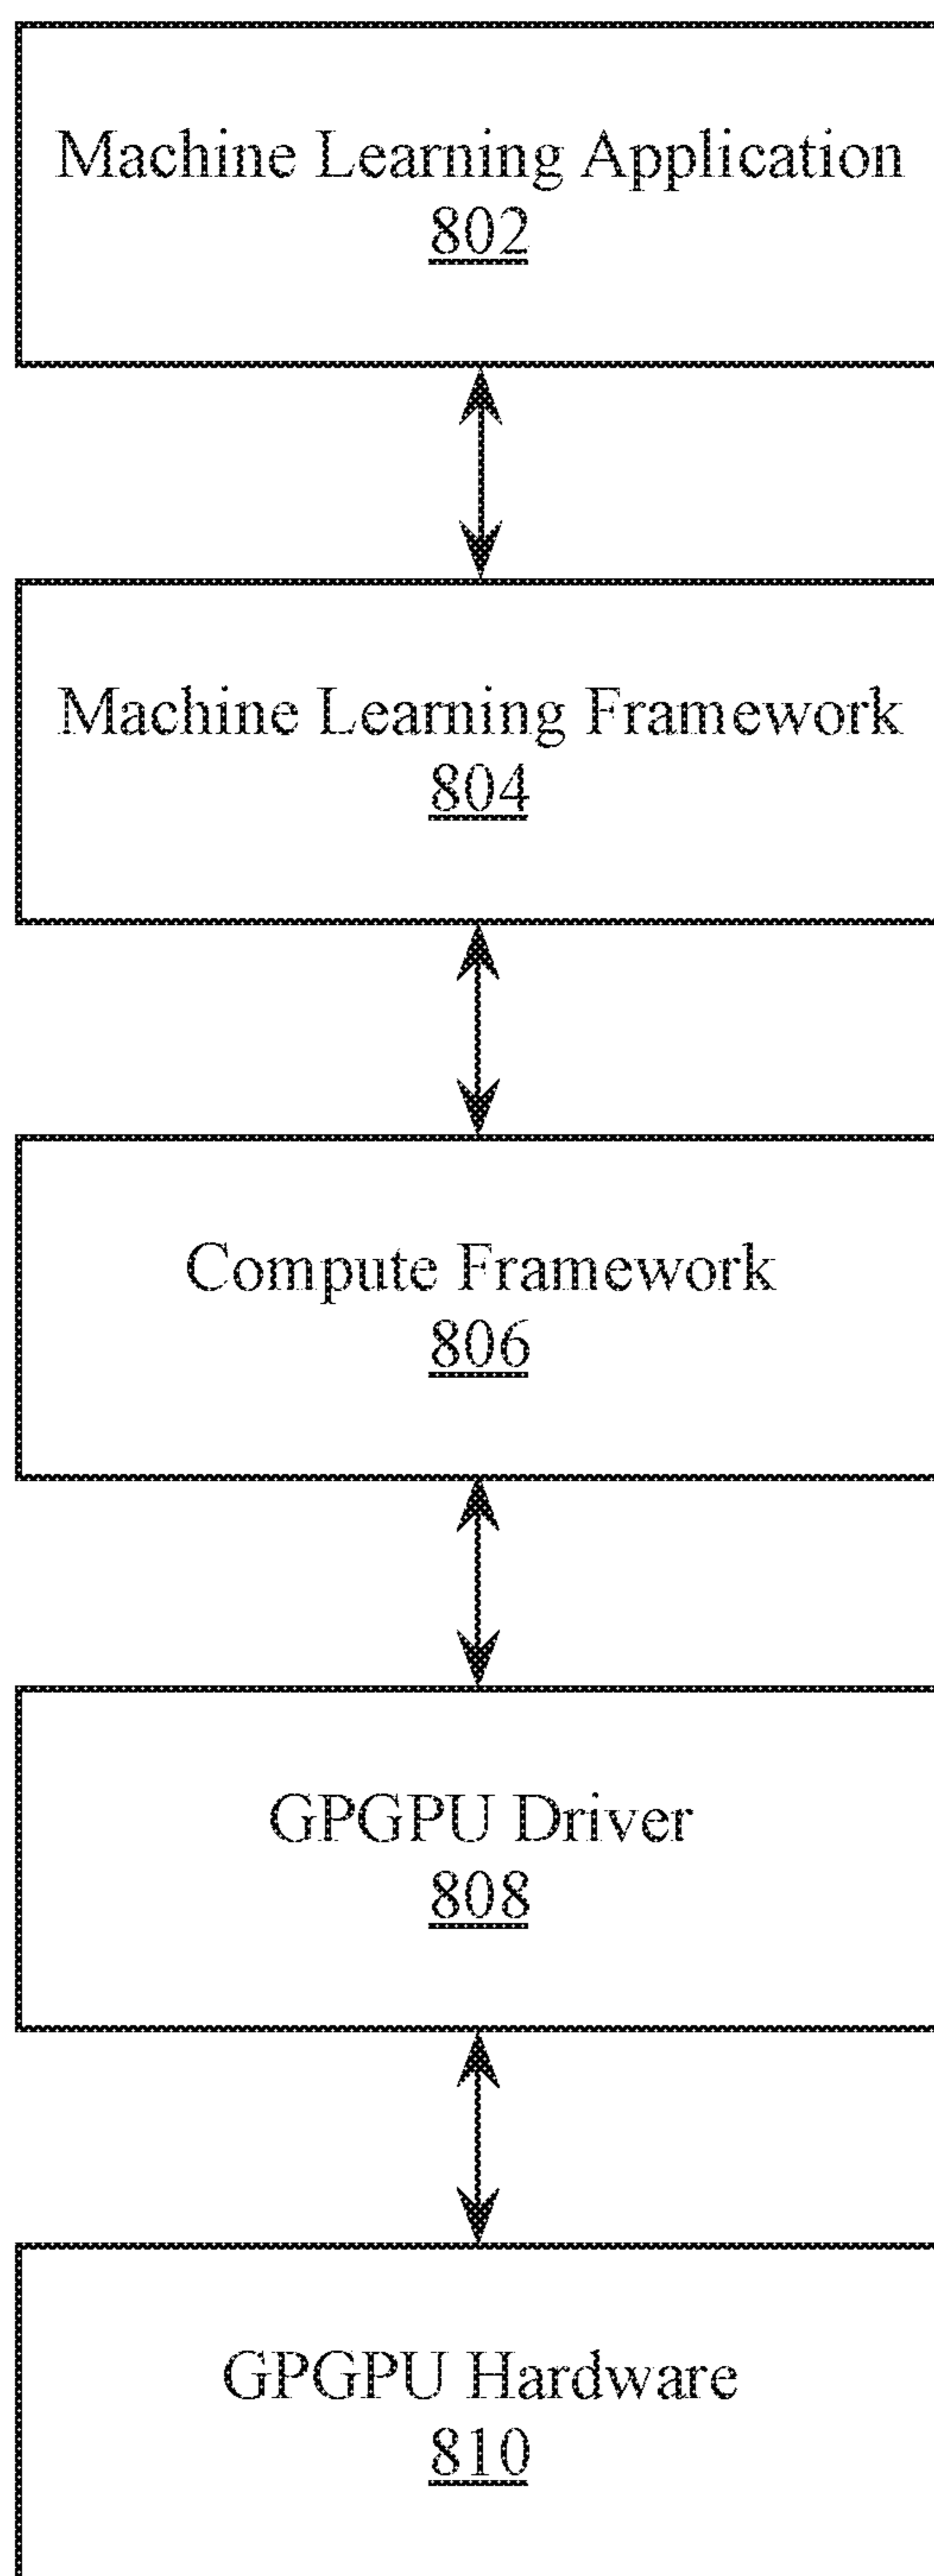 Machine Learning Application
802
Machine Learning Framework
804
Compute Framework
806
GPGPU Driver
808
GPGPU Hardware
810